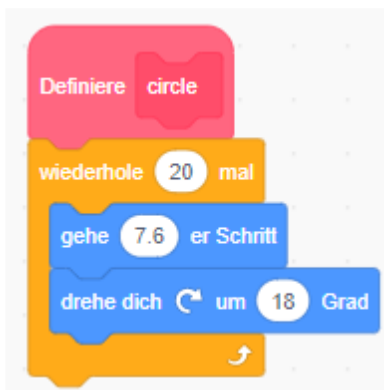 Definiere circle
wiederhole 20 mal
gehe 7.6 er Schritt
drehe dich um 18 Grad